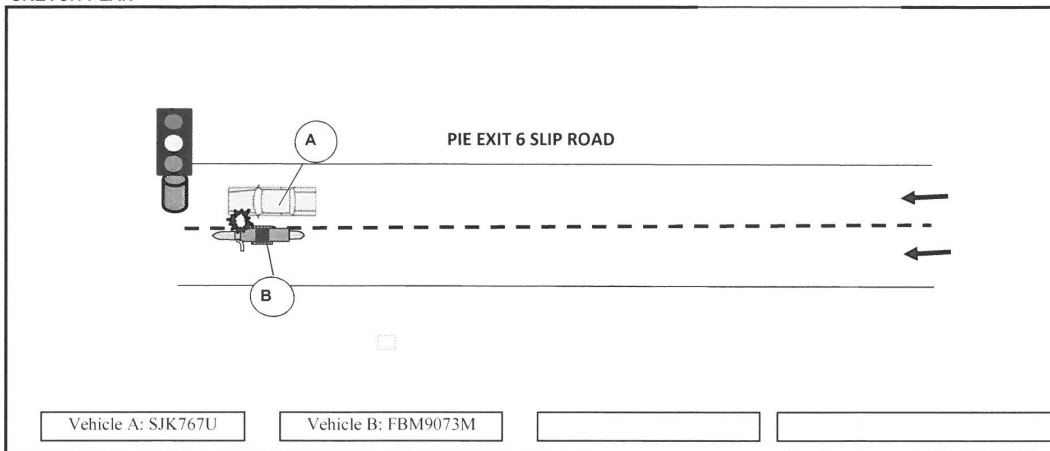 A
PIE EXIT 6 SLIP ROAD
B
Vehicle A: SJK767U
Vehicle B: FBM9073M